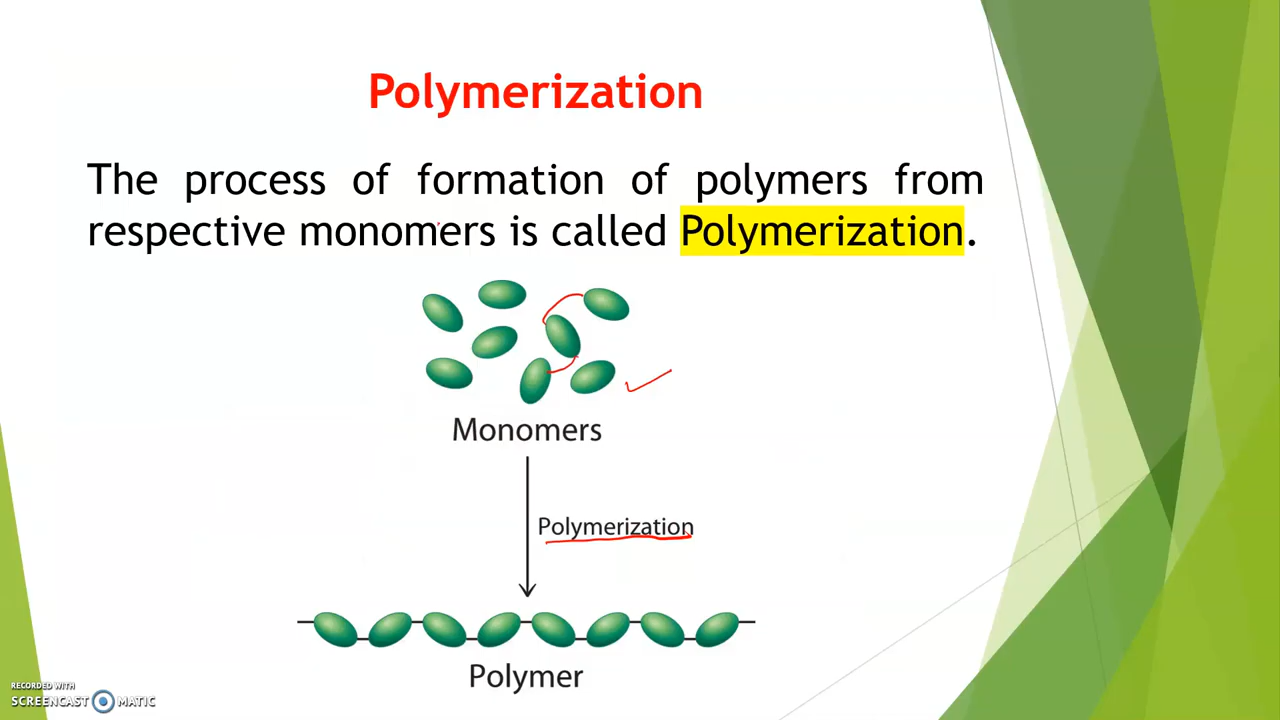 Polymerization
The process of formation of polymers from
respective monomers is called Polymerization.
Monomers
Polymerization
Polymer
RECORDED WITH
SCREENCAST MATIC